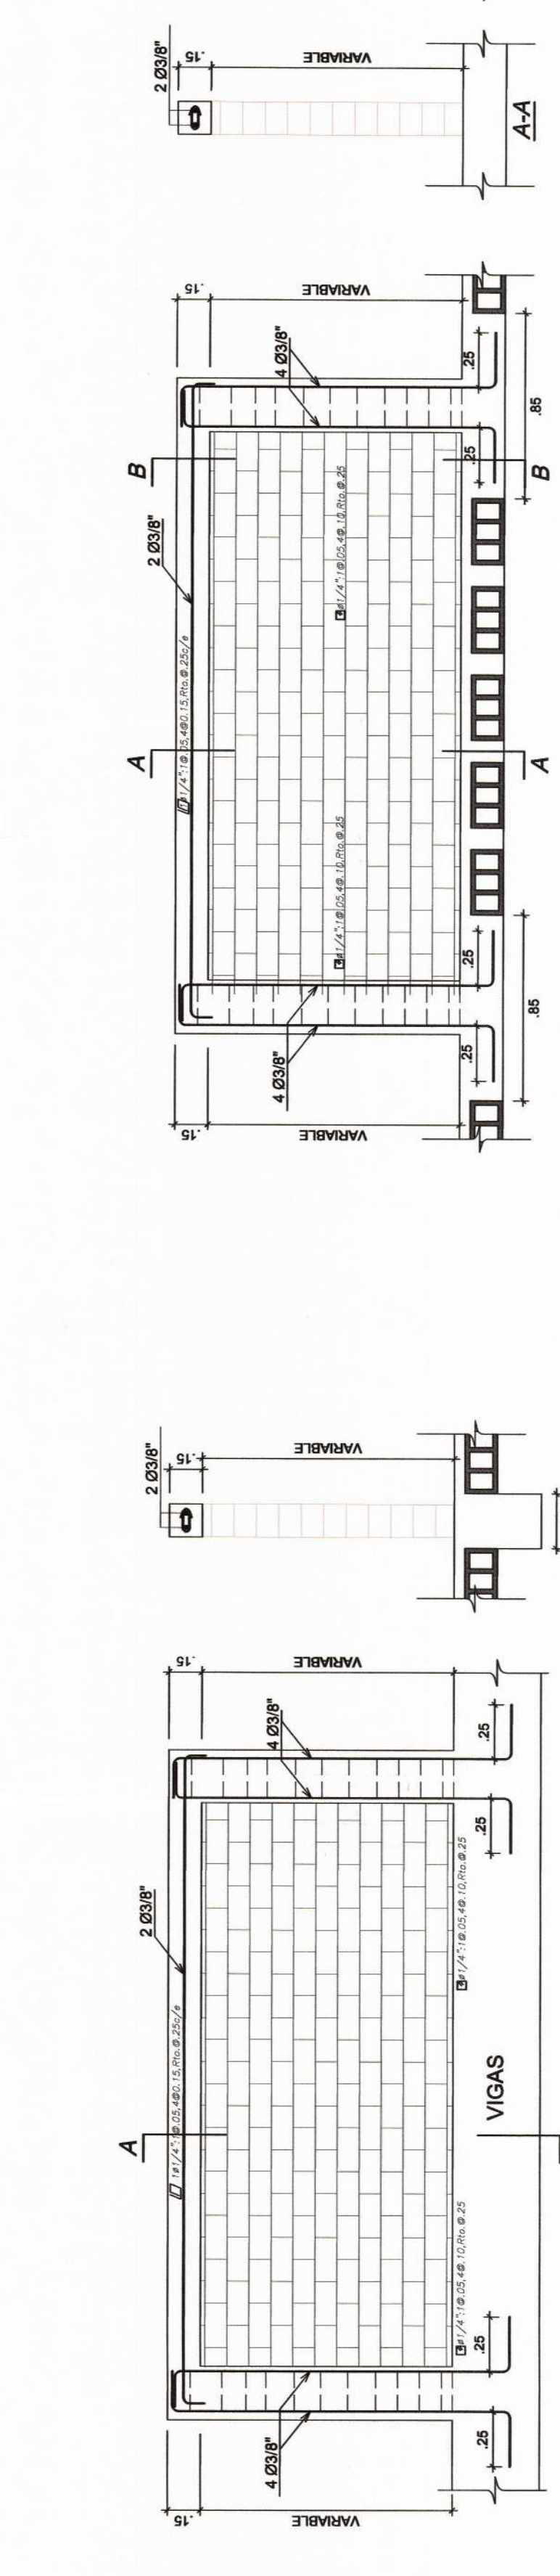 2 Ø3/8"
.15
VARIABLE
A-A
.15
VARIABLE
4 Ø3/8"
.25
.25
.85
B
B
2 Ø3/8"
1ø1/4":1@.05,4@0.15,Rto.@.25c/e
ø1/4":1@.05,4@.10,Rto.@.25
A
A
ø1/4":1@.05,4@.10,Rto.@.25
4 Ø3/8"
.25
.25
.85
.15
VARIABLE
2 Ø3/8"
.15
VARIABLE
.15
VARIABLE
4 Ø3/8"
.25
.25
2 Ø3/8"
1ø1/4":1@.05,4@0.15,Rto.@.25c/e
ø1/4":1@.05,4@.10,Rto.@.25
A
VIGAS
ø1/4":1@.05,4@.10,Rto.@.25
4 Ø3/8"
.25
.25
.15
VARIABLE